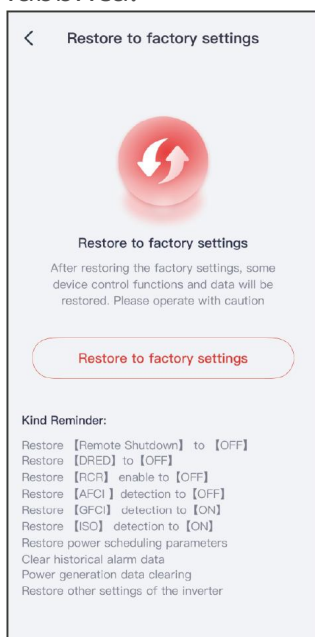 Restore to factory settings
Restore to factory settings
After restoring the factory settings, some
device control functions and data will be
restored. Please operate with caution
Restore to factory settings
Kind Reminder:
Restore 【Remote Shutdown】 to 【OFF】
Restore 【DRED】 to 【OFF】
Restore 【RCR】 enable to 【OFF】
Restore 【AFCI 】 detection to 【OFF】
Restore 【GFCI】 detection to 【ON】
Restore 【ISO】 detection to 【ON】
Restore power scheduling parameters
Clear historical alarm data
Power generation data clearing
Restore other settings of the inverter